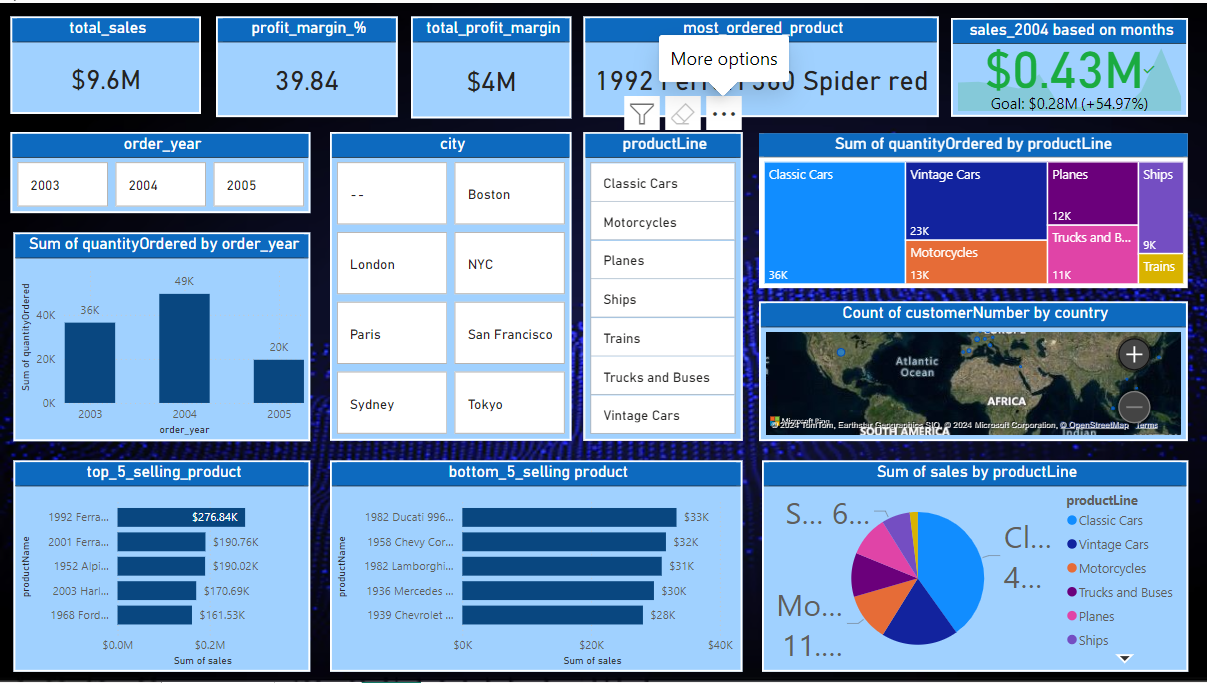 total_sales
$9.6M
profit_margin_%
39.84
total_profit_margin
$4M
most_ordered_product
1992 Spider red
More options
sales_2004 based on months
$0.43M
Goal: $0.28M (+54.97%)
order_year
2003
2004
2005
city
--
Boston
London
NYC
Paris
San Francisco
Sydney
Tokyo
productLine
Classic Cars
Motorcycles
Planes
Ships
Trains
Trucks and Buses
Vintage Cars
Sum of quantityOrdered by productLine
Classic Cars
36K
Vintage Cars
23K
Motorcycles
13K
Planes
12K
Trucks and B...
11K
Ships
9K
Trains
Sum of quantityOrdered by order_year
Sum of quantityOrdered
40K
20K
0K
36K
49K
20K
2003
2004
2005
order_year
Count of customerNumber by country
Atlantic
Ocean
AFRICA
SOUTH AMERICA
Indian
Microsoft Bing
© 2024 TomTom, Earthstar Geographics SIO, © 2024 Microsoft Corporation, © OpenStreetMap Terms
top_5_selling_product
productName
1992 Ferra...
$276.84K
2001 Ferra...
$190.76K
1952 Alpi...
$190.02K
2003 Harl...
$170.69K
1968 Ford...
$161.53K
$0.0M
$0.2M
Sum of sales
bottom_5_selling product
productName
1982 Ducati 996...
$33K
1958 Chevy Cor...
$32K
1982 Lamborghi...
$31K
1936 Mercedes ...
$30K
1939 Chevrolet ...
$28K
$0K
$20K
$40K
Sum of sales
Sum of sales by productLine
S... 6...
Cl...
4...
Mo...
11....
productLine
Classic Cars
Vintage Cars
Motorcycles
Trucks and Buses
Planes
Ships